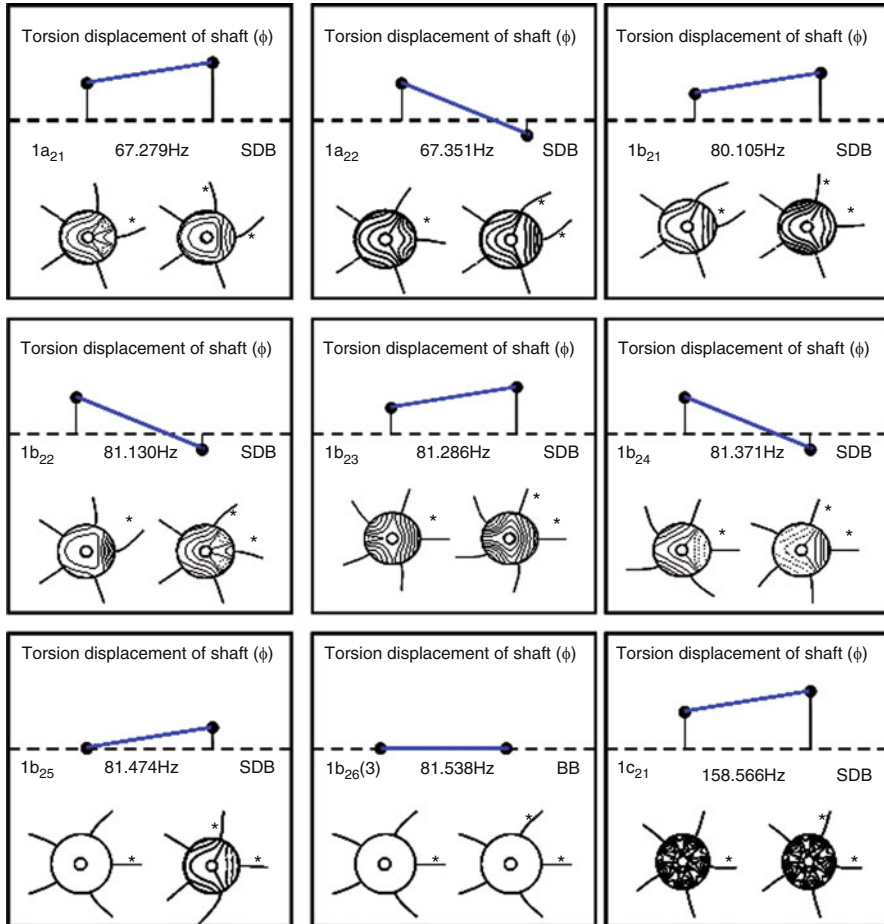 Torsion displacement of shaft (ϕ)
1a₂₁ 67.279Hz SDB
* * *
Torsion displacement of shaft (ϕ)
1a₂₂ 67.351Hz SDB
* * *
Torsion displacement of shaft (ϕ)
1b₂₁ 80.105Hz SDB
* * *
Torsion displacement of shaft (ϕ)
1b₂₂ 81.130Hz SDB
* * *
Torsion displacement of shaft (ϕ)
1b₂₃ 81.286Hz SDB
* * *
Torsion displacement of shaft (ϕ)
1b₂₄ 81.371Hz SDB
* * *
Torsion displacement of shaft (ϕ)
1b₂₅ 81.474Hz SDB
* * *
Torsion displacement of shaft (ϕ)
1b₂₆(3) 81.538Hz BB
* * *
Torsion displacement of shaft (ϕ)
1c₂₁ 158.566Hz SDB
* * *